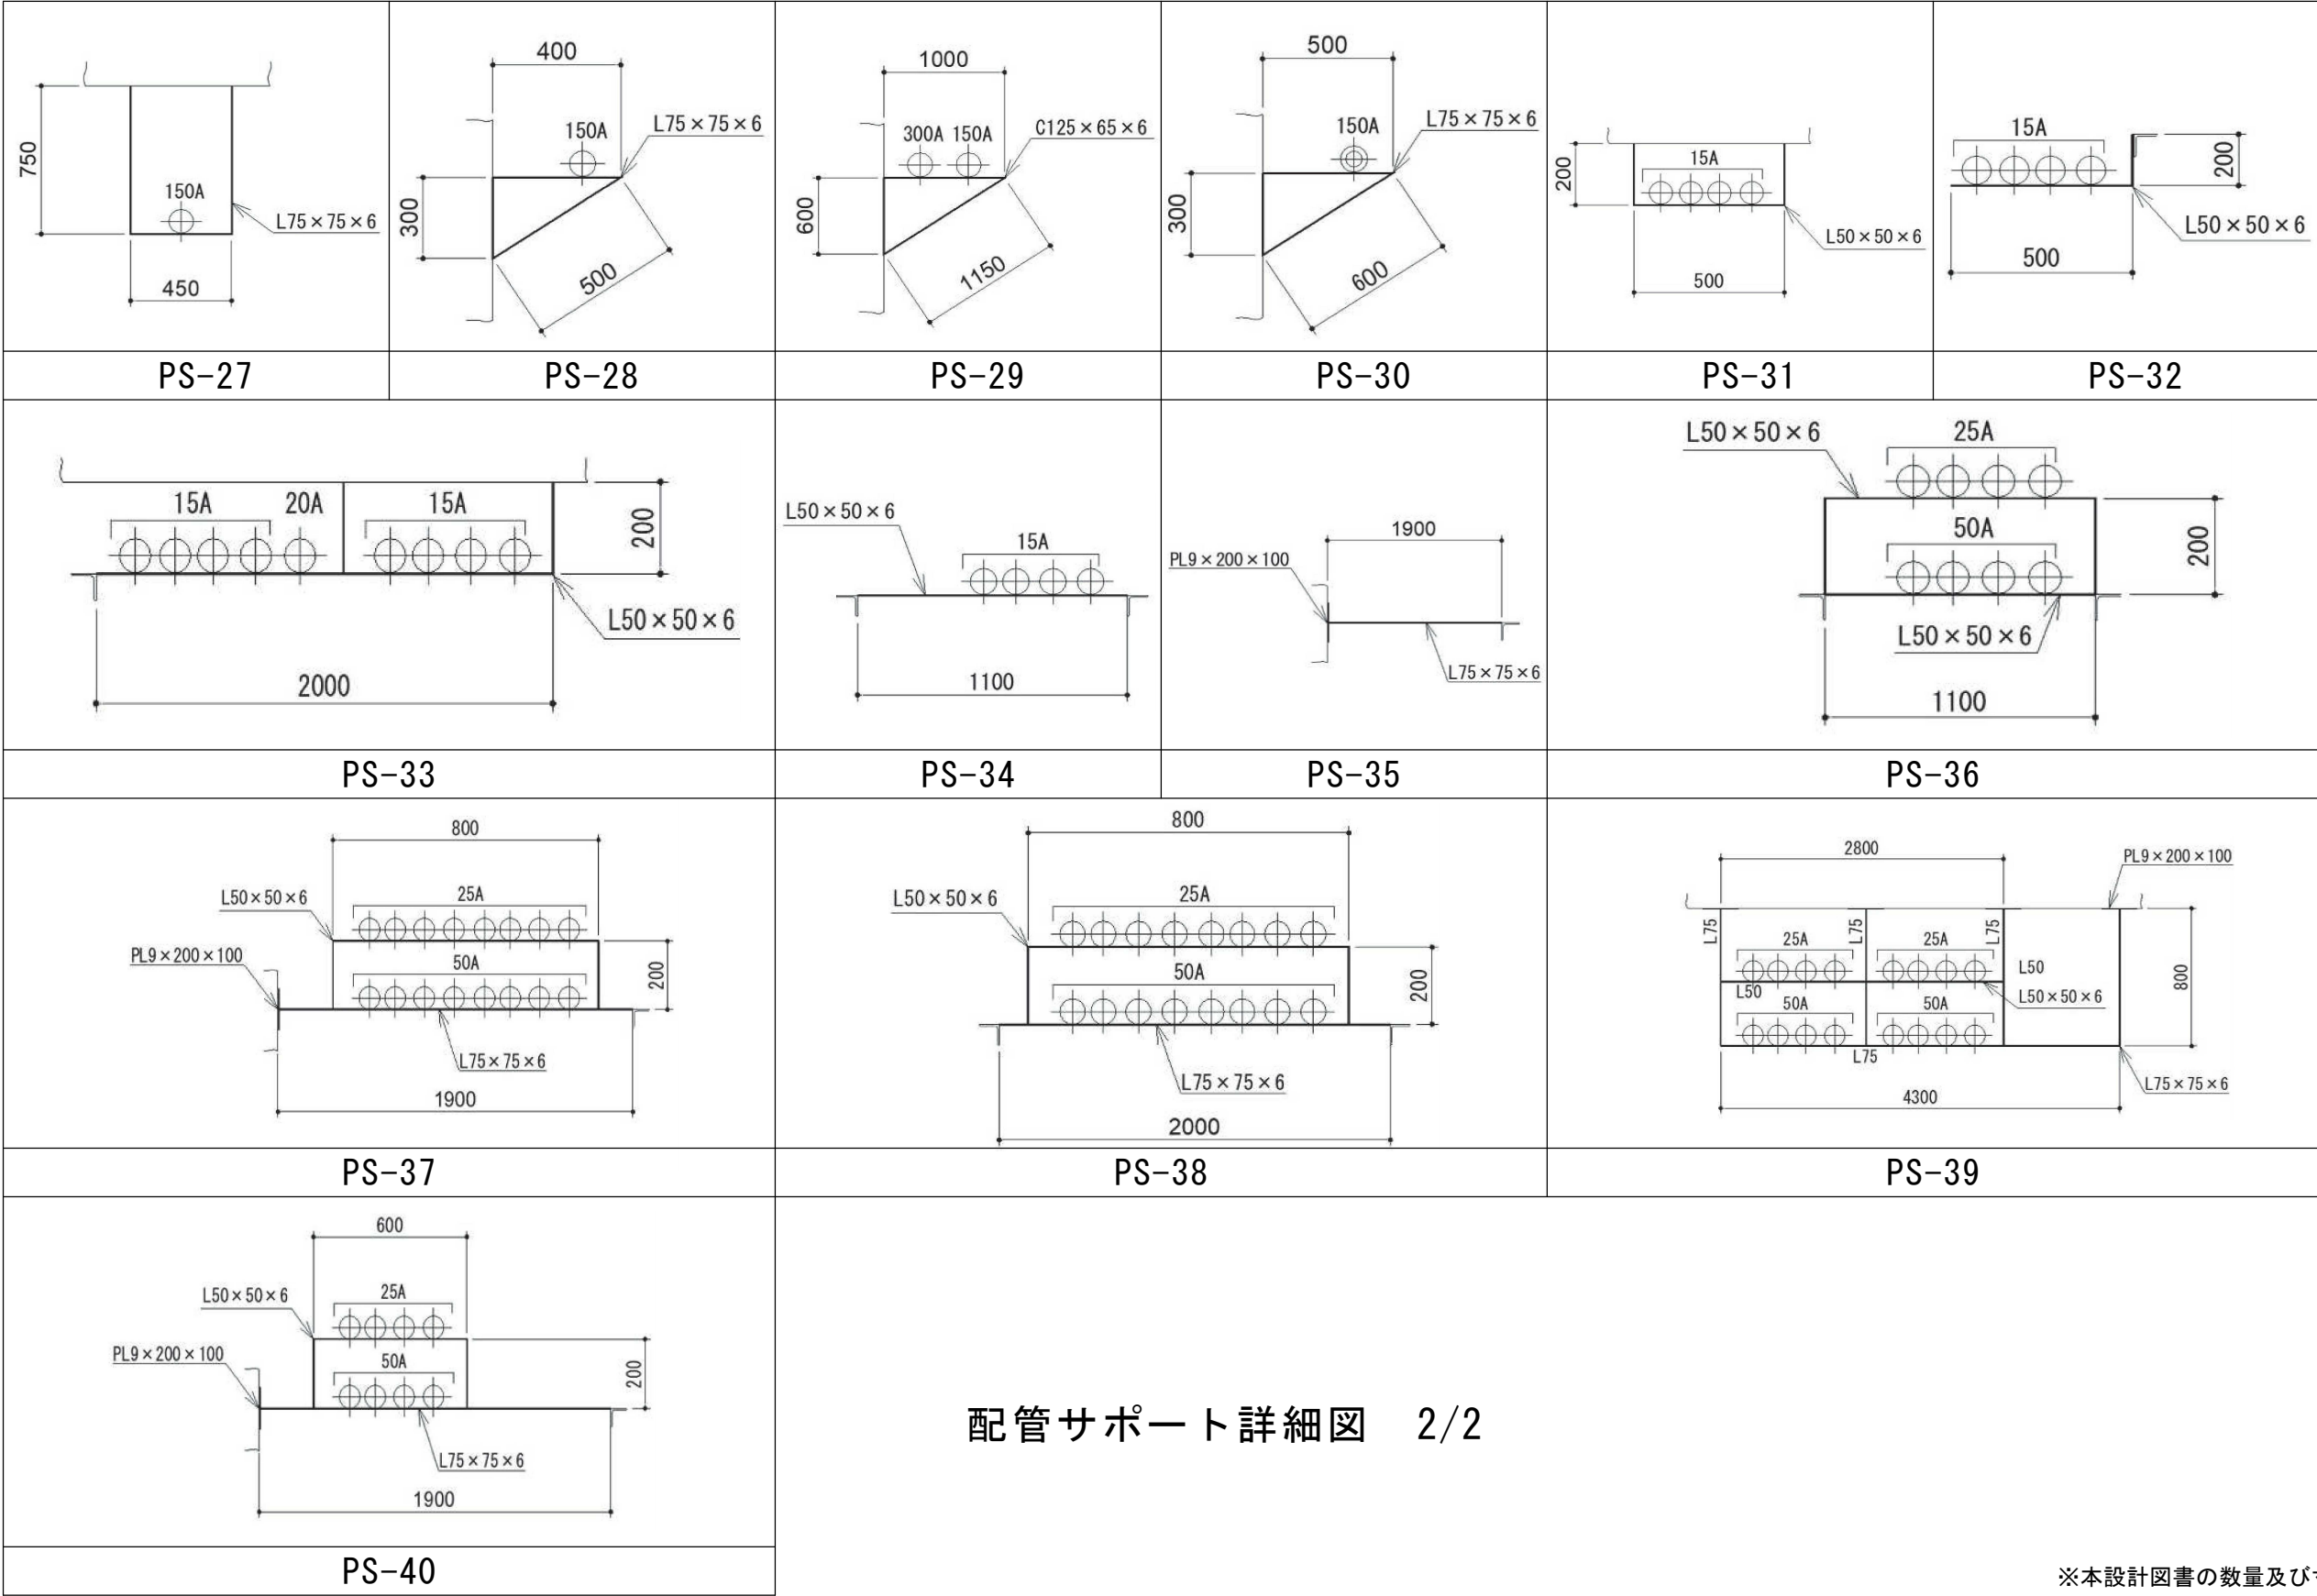 750
150A
L75×75×6
450
PS-27
400
150A
L75×75×6
300
500
PS-28
1000
300A 150A
C125×65×6
600
1150
PS-29
500
150A
L75×75×6
300
600
PS-30
200
15A
L50×50×6
500
PS-31
15A
200
L50×50×6
500
PS-32
15A 20A 15A
200
L50×50×6
2000
PS-33
L50×50×6
15A
1100
PS-34
1900
PL9×200×100
L75×75×6
PS-35
L50×50×6
25A
50A
200
L50×50×6
1100
PS-36
800
L50×50×6
25A
PL9×200×100
50A
200
L75×75×6
1900
PS-37
800
L50×50×6
25A
50A
200
L75×75×6
2000
PS-38
2800
PL9×200×100
L75
L75
L75
25A
25A
L50
L50
L50×50×6
50A
50A
800
L75
L75×75×6
4300
PS-39
600
L50×50×6
25A
PL9×200×100
50A
200
L75×75×6
1900
PS-40
配管サポート詳細図 2/2
※本設計図書の数量及び